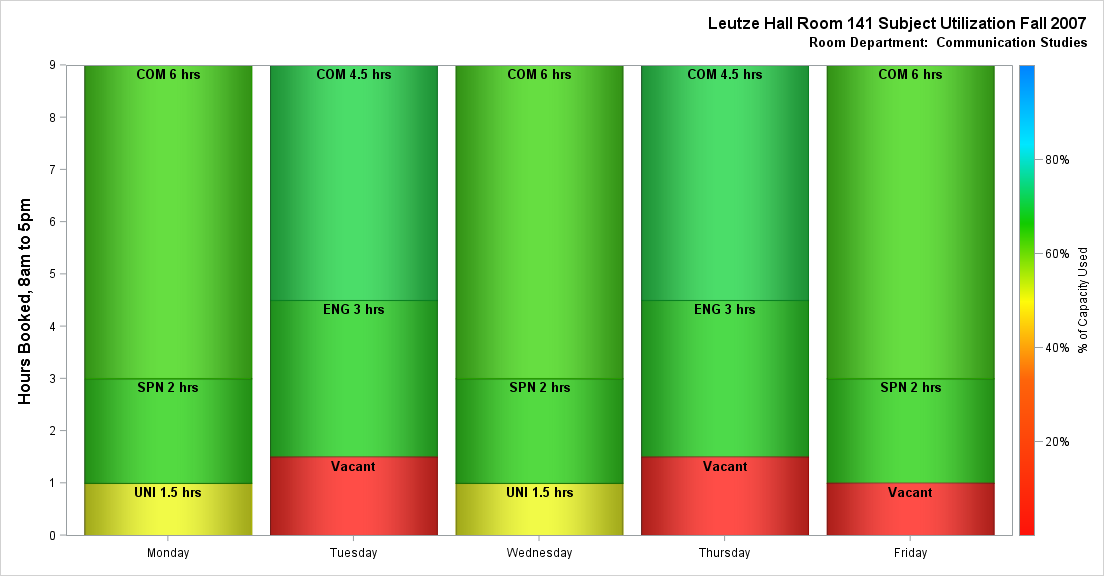 Leutze Hall Room 141 Subject Utilization Fall 2007
Room Department: Communication Studies
Hours Booked, 8am to 5pm
9
8
7
6
5
4
3
2
1
0
COM 6 hrs
SPN 2 hrs
UNI 1.5 hrs
COM 4.5 hrs
ENG 3 hrs
Vacant
COM 6 hrs
SPN 2 hrs
UNI 1.5 hrs
COM 4.5 hrs
ENG 3 hrs
Vacant
COM 6 hrs
SPN 2 hrs
Vacant
Monday
Tuesday
Wednesday
Thursday
Friday
80%
60%
40%
20%
% of Capacity Used